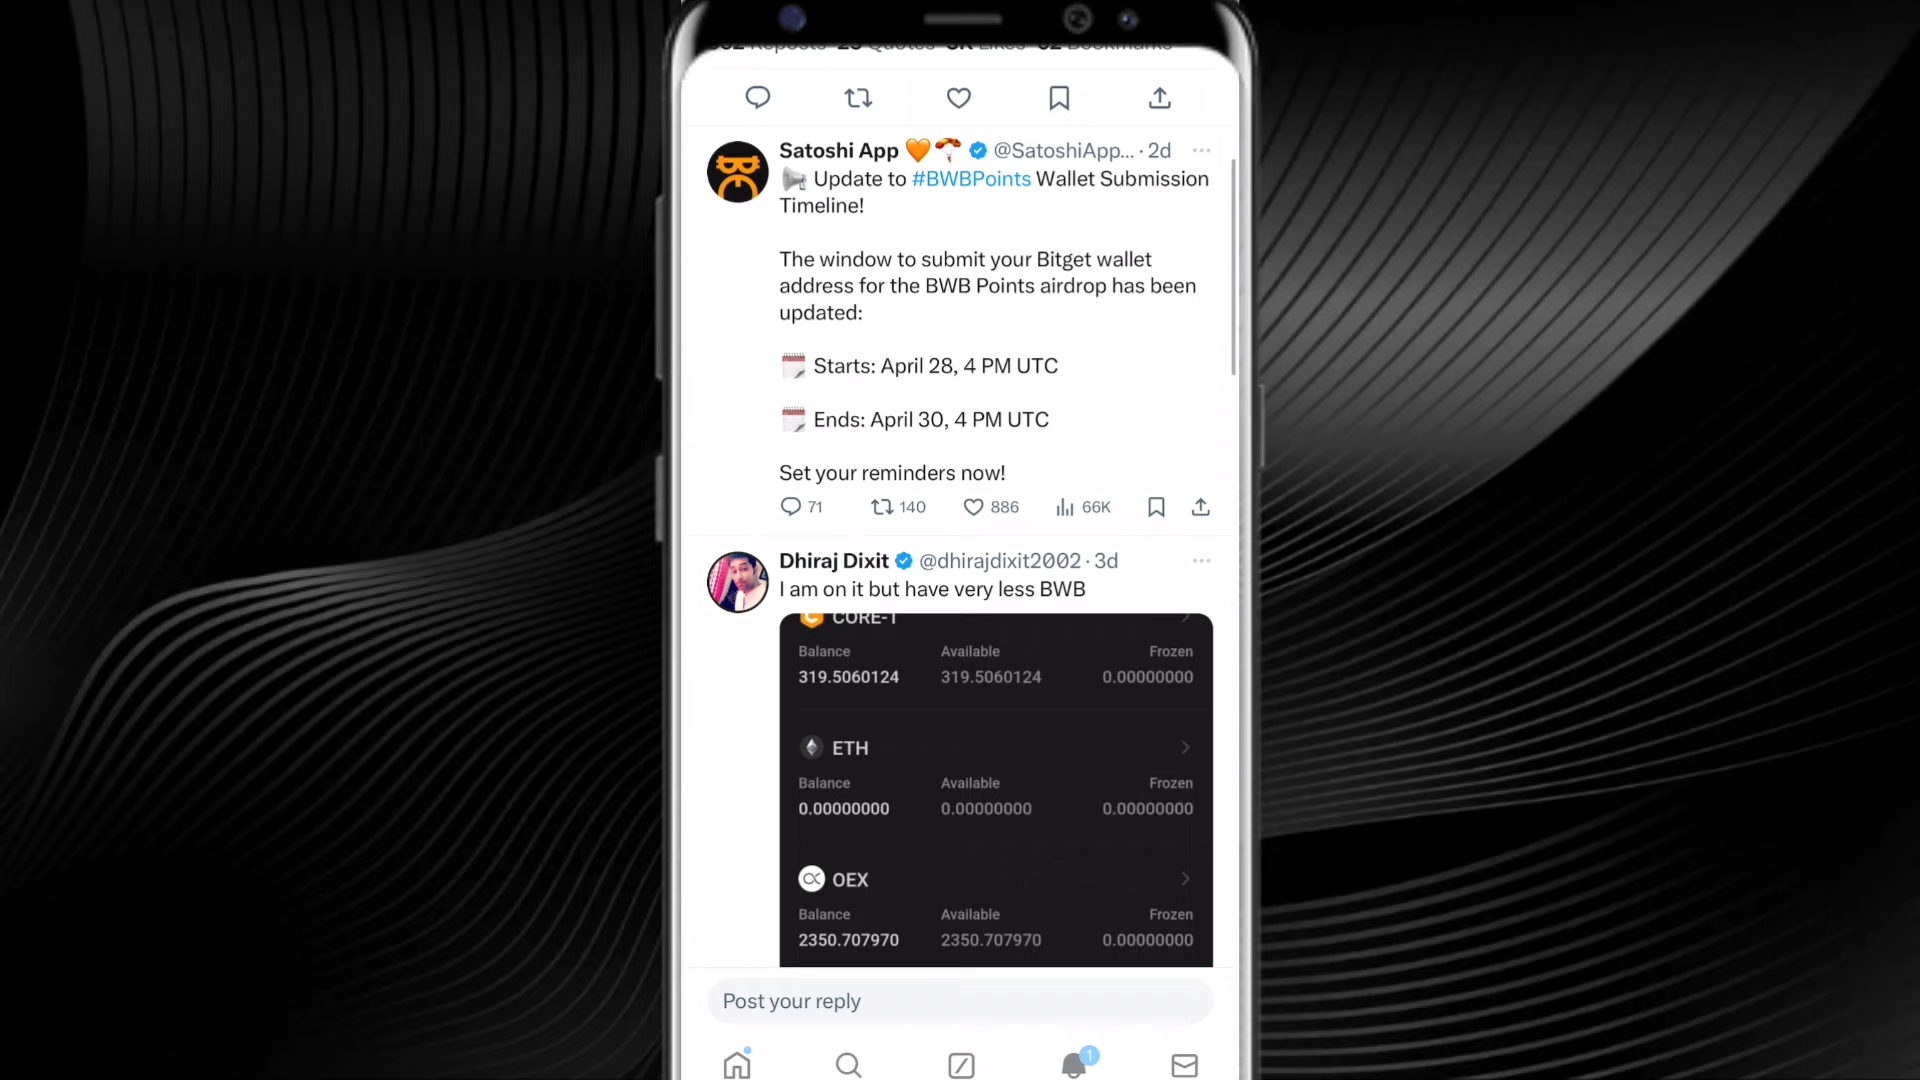 Satoshi App 🧡🪂 @SatoshiApp... · 2d
📢 Update to #BWBPoints Wallet Submission
Timeline!
The window to submit your Bitget wallet
address for the BWB Points airdrop has been
updated:
🗓️ Starts: April 28, 4 PM UTC
🗓️ Ends: April 30, 4 PM UTC
Set your reminders now!
71 140 886 66K
Dhiraj Dixit @dhirajdixit2002 · 3d
I am on it but have very less BWB
CORE-T
Balance Available Frozen
319.5060124 319.5060124 0.00000000
ETH
Balance Available Frozen
0.00000000 0.00000000 0.00000000
OEX
Balance Available Frozen
2350.707970 2350.707970 0.00000000
Post your reply
1